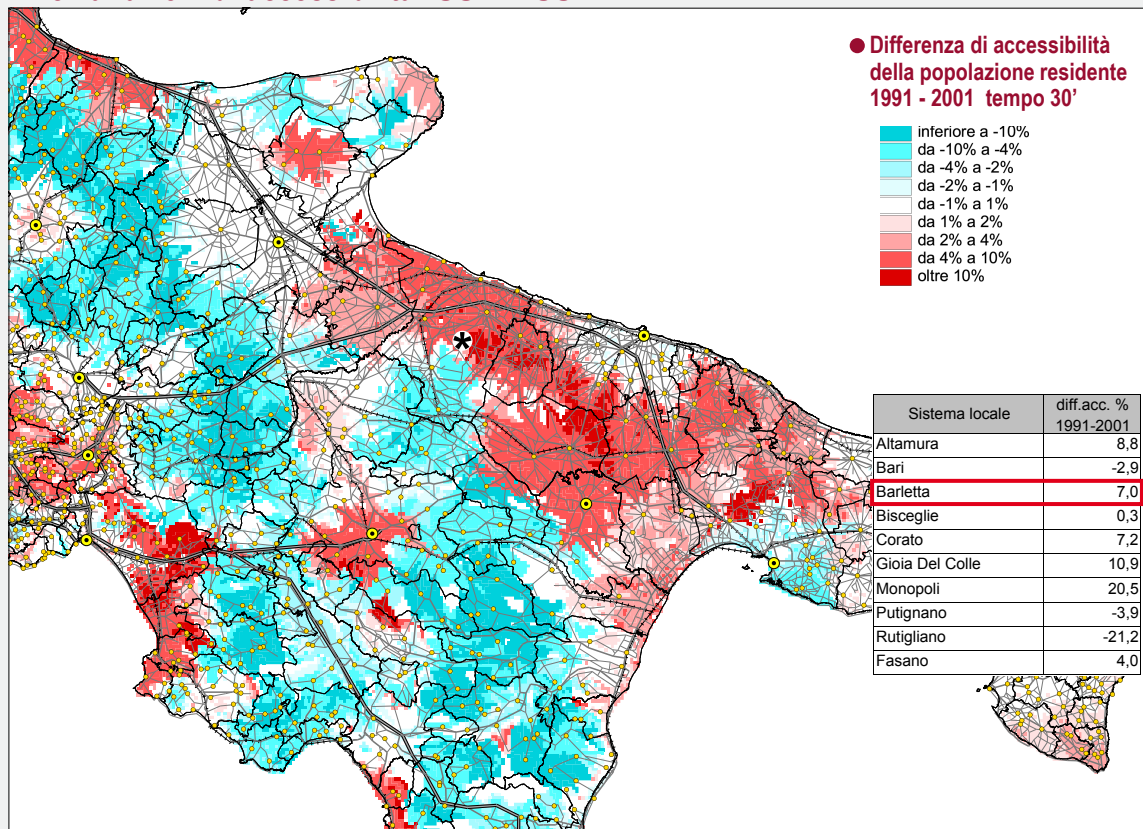 ● Differenza di accessibilità
della popolazione residente
1991 - 2001 tempo 30’
inferiore a -10%
da -10% a -4%
da -4% a -2%
da -2% a -1%
da -1% a 1%
da 1% a 2%
da 2% a 4%
da 4% a 10%
oltre 10%
*
Sistema locale diff.acc. % 1991-2001
Altamura 8,8
Bari -2,9
Barletta 7,0
Bisceglie 0,3
Corato 7,2
Gioia Del Colle 10,9
Monopoli 20,5
Putignano -3,9
Rutigliano -21,2
Fasano 4,0